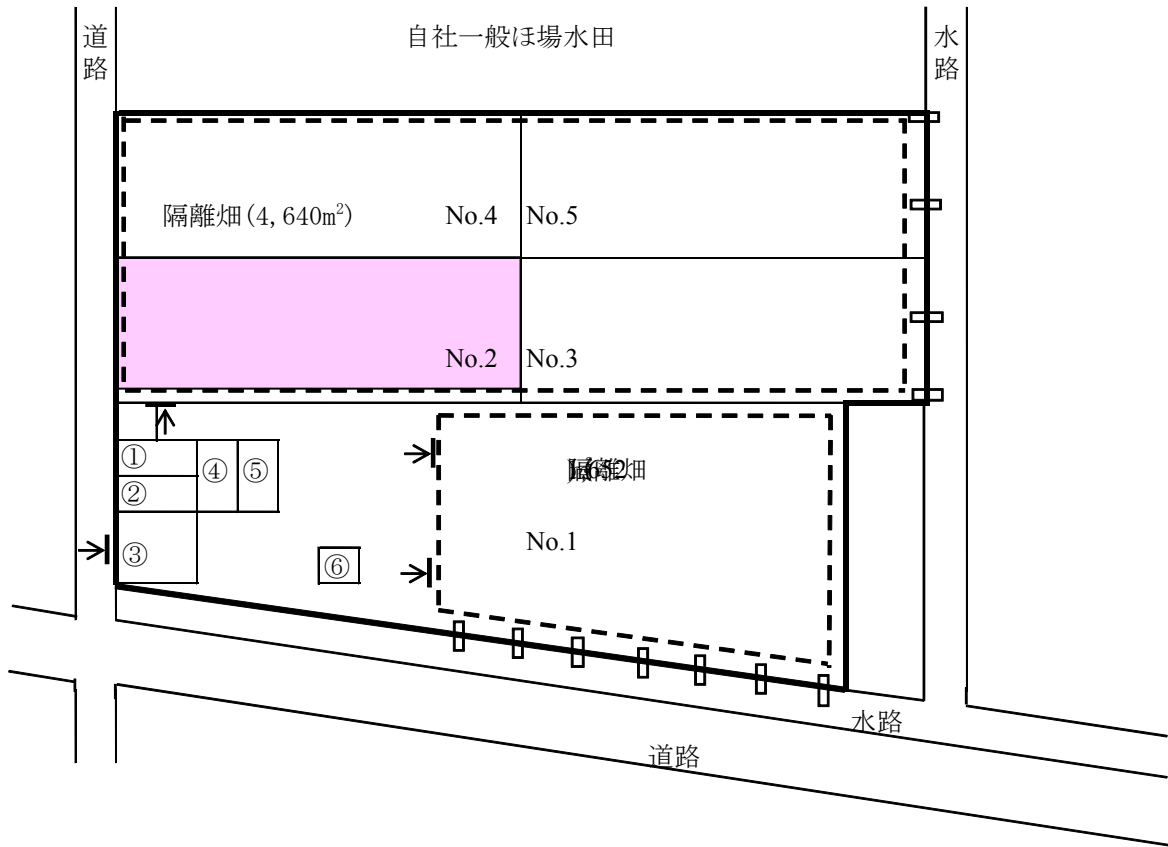 道路
自社一般ほ場水田
水路
隔離畑(4,640m²)
No.4
No.5
No.2
No.3
①
②
③
④
⑤
⑥
No.1
水路
道路